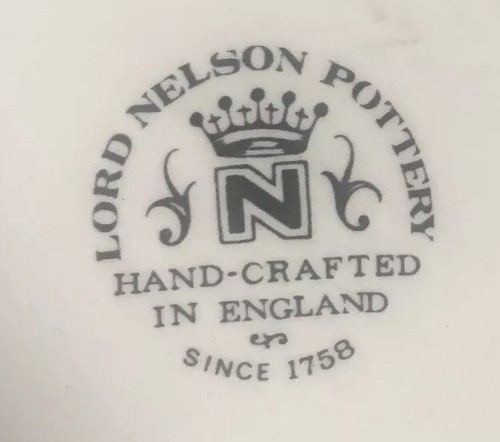 LORD NELSON POTTERY
N
HAND-CRAFTED
IN ENGLAND
SINCE 1758